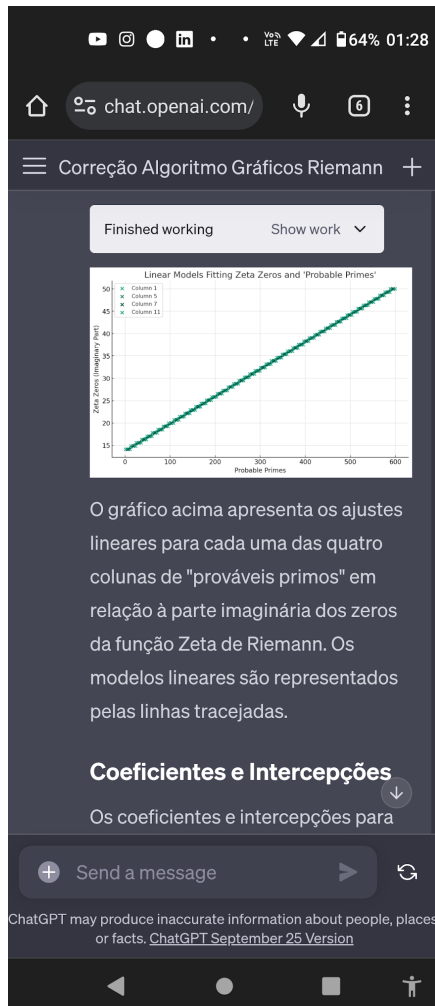 Vo))
LTE
64% 01:28
chat.openai.com/
6
Correção Algoritmo Gráficos Riemann
Finished working Show work
Linear Models Fitting Zeta Zeros and 'Probable Primes'
Column 1
Column 5
Column 7
Column 11
50
45
40
35
30
25
20
15
Zeta Zeros (Imaginary Part)
0 100 200 300 400 500 600
Probable Primes
O gráfico acima apresenta os ajustes
lineares para cada uma das quatro
colunas de "prováveis primos" em
relação à parte imaginária dos zeros
da função Zeta de Riemann. Os
modelos lineares são representados
pelas linhas tracejadas.
Coeficientes e Intercepções
Os coeficientes e intercepções para
Send a message
ChatGPT may produce inaccurate information about people, places
or facts. ChatGPT September 25 Version